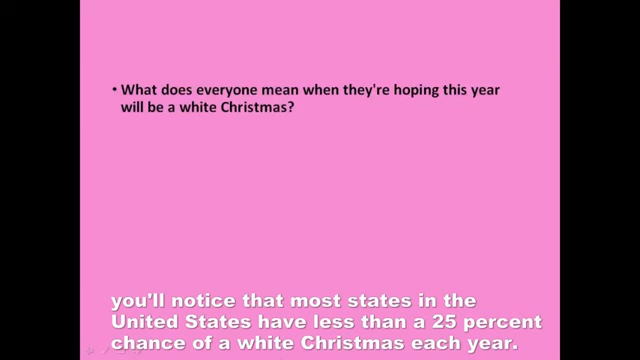 • What does everyone mean when they're hoping this year
will be a white Christmas?
you'll notice that most states in the
United States have less than a 25 percent
chance of a white Christmas each year.